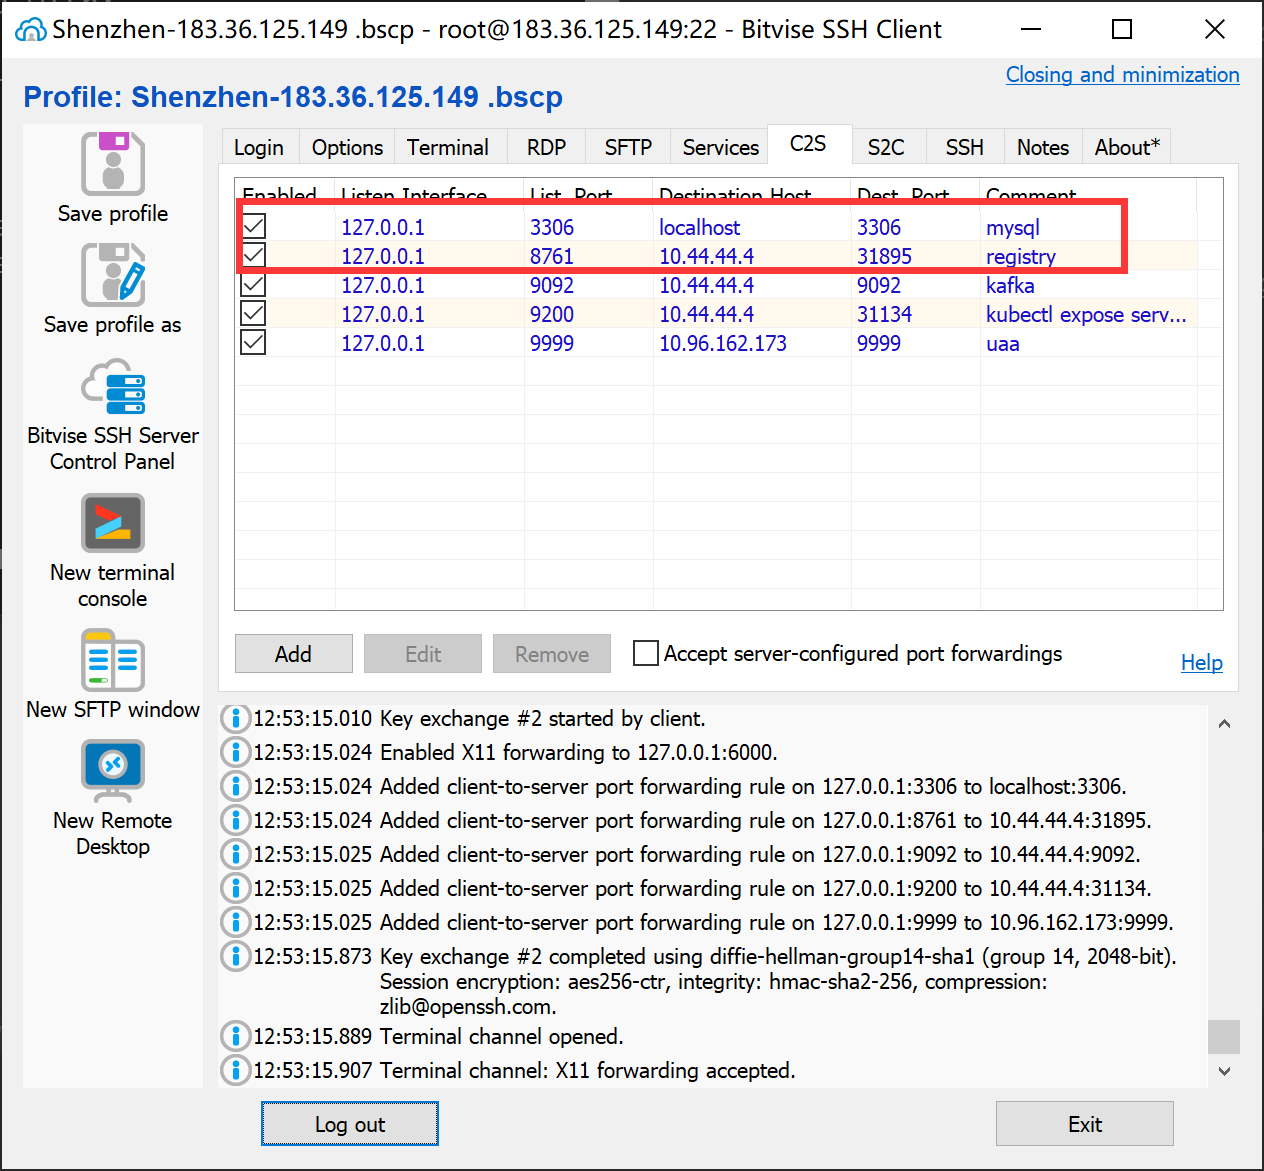 Shenzhen-183.36.125.149 .bscp - root@183.36.125.149:22 - Bitvise SSH Client
Closing and minimization
Profile: Shenzhen-183.36.125.149 .bscp
Save profile
Save profile as
Bitvise SSH Server
Control Panel
New terminal
console
New SFTP window
New Remote
Desktop
Login Options Terminal RDP SFTP Services C2S S2C SSH Notes About*
Enabled Listen Interface List. Port Destination Host Dest. Port Comment
127.0.0.1 3306 localhost 3306 mysql
127.0.0.1 8761 10.44.44.4 31895 registry
127.0.0.1 9092 10.44.44.4 9092 kafka
127.0.0.1 9200 10.44.44.4 31134 kubectl expose serv...
127.0.0.1 9999 10.96.162.173 9999 uaa
Add Edit Remove Accept server-configured port forwardings
Help
12:53:15.010 Key exchange #2 started by client.
12:53:15.024 Enabled X11 forwarding to 127.0.0.1:6000.
12:53:15.024 Added client-to-server port forwarding rule on 127.0.0.1:3306 to localhost:3306.
12:53:15.024 Added client-to-server port forwarding rule on 127.0.0.1:8761 to 10.44.44.4:31895.
12:53:15.025 Added client-to-server port forwarding rule on 127.0.0.1:9092 to 10.44.44.4:9092.
12:53:15.025 Added client-to-server port forwarding rule on 127.0.0.1:9200 to 10.44.44.4:31134.
12:53:15.025 Added client-to-server port forwarding rule on 127.0.0.1:9999 to 10.96.162.173:9999.
12:53:15.873 Key exchange #2 completed using diffie-hellman-group14-sha1 (group 14, 2048-bit).
Session encryption: aes256-ctr, integrity: hmac-sha2-256, compression:
zlib@openssh.com.
12:53:15.889 Terminal channel opened.
12:53:15.907 Terminal channel: X11 forwarding accepted.
Log out
Exit